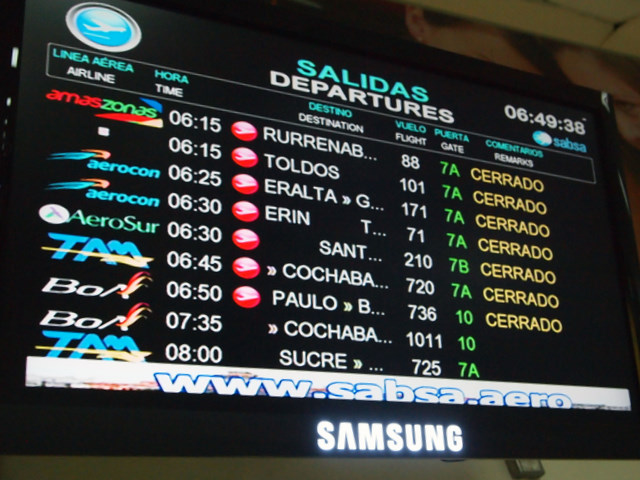 SALIDAS
DEPARTURES
06:49:38
sabsa
LINEA AÉREA HORA DESTINO VUELO PUERTA COMENTARIOS
AIRLINE TIME DESTINATION FLIGHT GATE REMARKS
amaszonas 06:15 RURRENAB... 88 7A CERRADO
06:15 TOLDOS 101 7A CERRADO
aerocon 06:25 ERALTA » G... 171 7A CERRADO
aerocon 06:30 ERIN T... 71 7A CERRADO
AeroSur 06:30 SANT... 210 7B CERRADO
TAM 06:45 » COCHABA... 720 7A CERRADO
BoA 06:50 PAULO » B... 736 10 CERRADO
BoA 07:35 » COCHABA... 1011 10
TAM 08:00 SUCRE » ... 725 7A
www.sabsa.aero
SAMSUNG